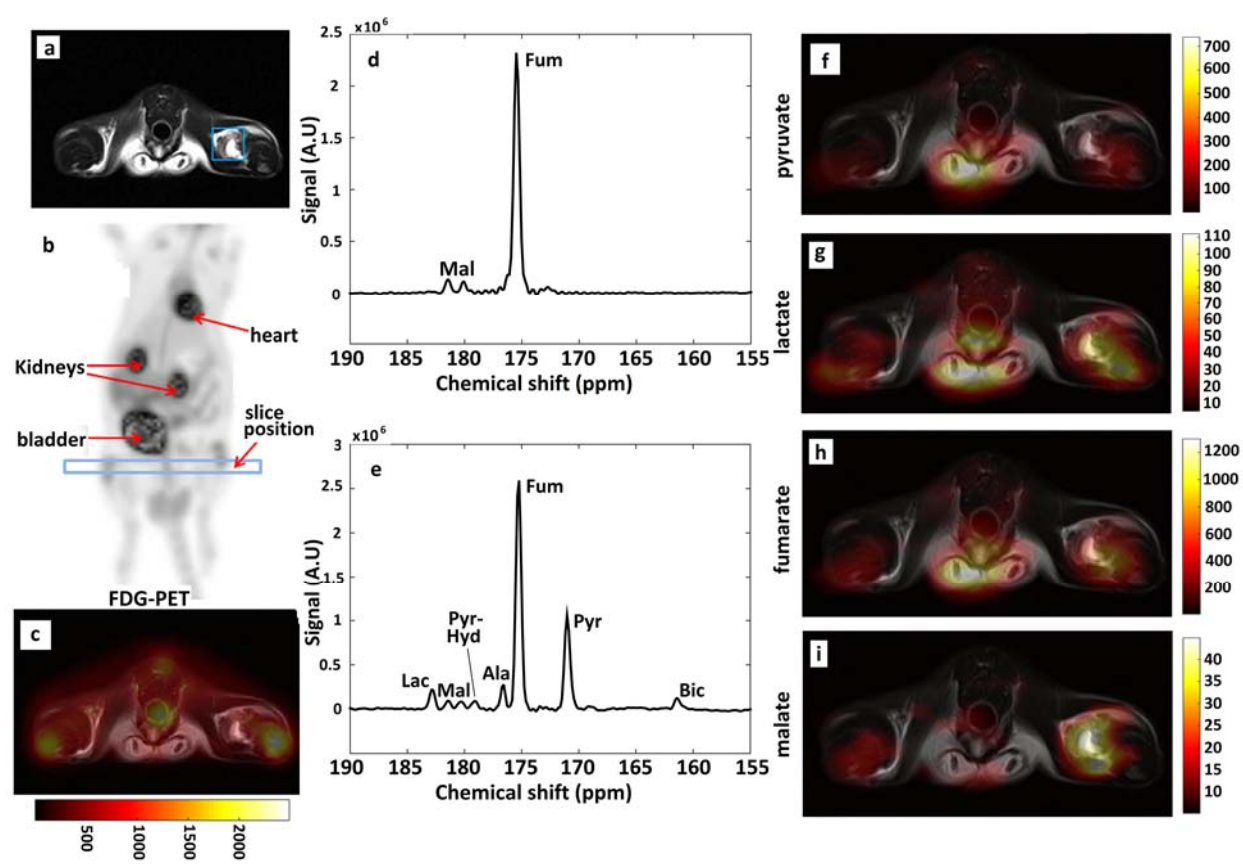 a
b
heart
Kidneys
slice
position
bladder
FDG-PET
c
500
1000
1500
2000
×10⁶
d
Fum
Mal
Signal (A.U)
2.5
2
1.5
1
0.5
0
190 185 180 175 170 165 160 155
Chemical shift (ppm)
×10⁶
e
Fum
Pyr-
Hyd
Pyr
Lac
Mal
Ala
Bic
Signal (A.U)
3
2.5
2
1.5
1
0.5
0
190 185 180 175 170 165 160 155
Chemical shift (ppm)
f
pyruvate
700
600
500
400
300
200
100
g
lactate
110
100
90
80
70
60
50
40
30
20
10
h
fumarate
1200
1000
800
600
400
200
i
malate
40
35
30
25
20
15
10
5